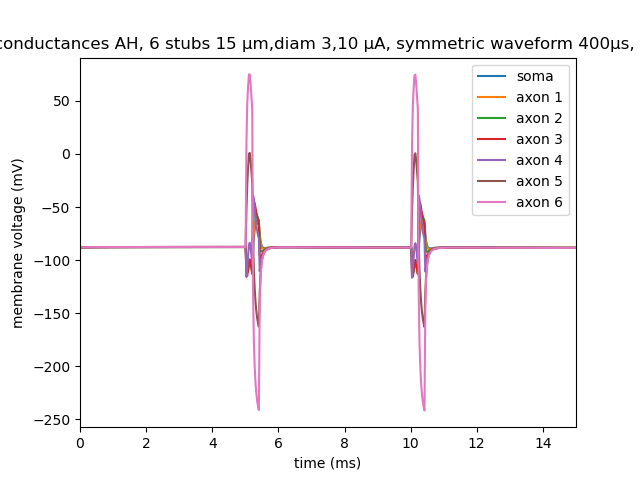 conductances AH, 6 stubs 15 μm,diam 3,10 μA, symmetric waveform 400μs,
soma
axon 1
axon 2
axon 3
axon 4
axon 5
axon 6
50
0
−50
−100
−150
−200
−250
membrane voltage (mV)
0 2 4 6 8 10 12 14
time (ms)